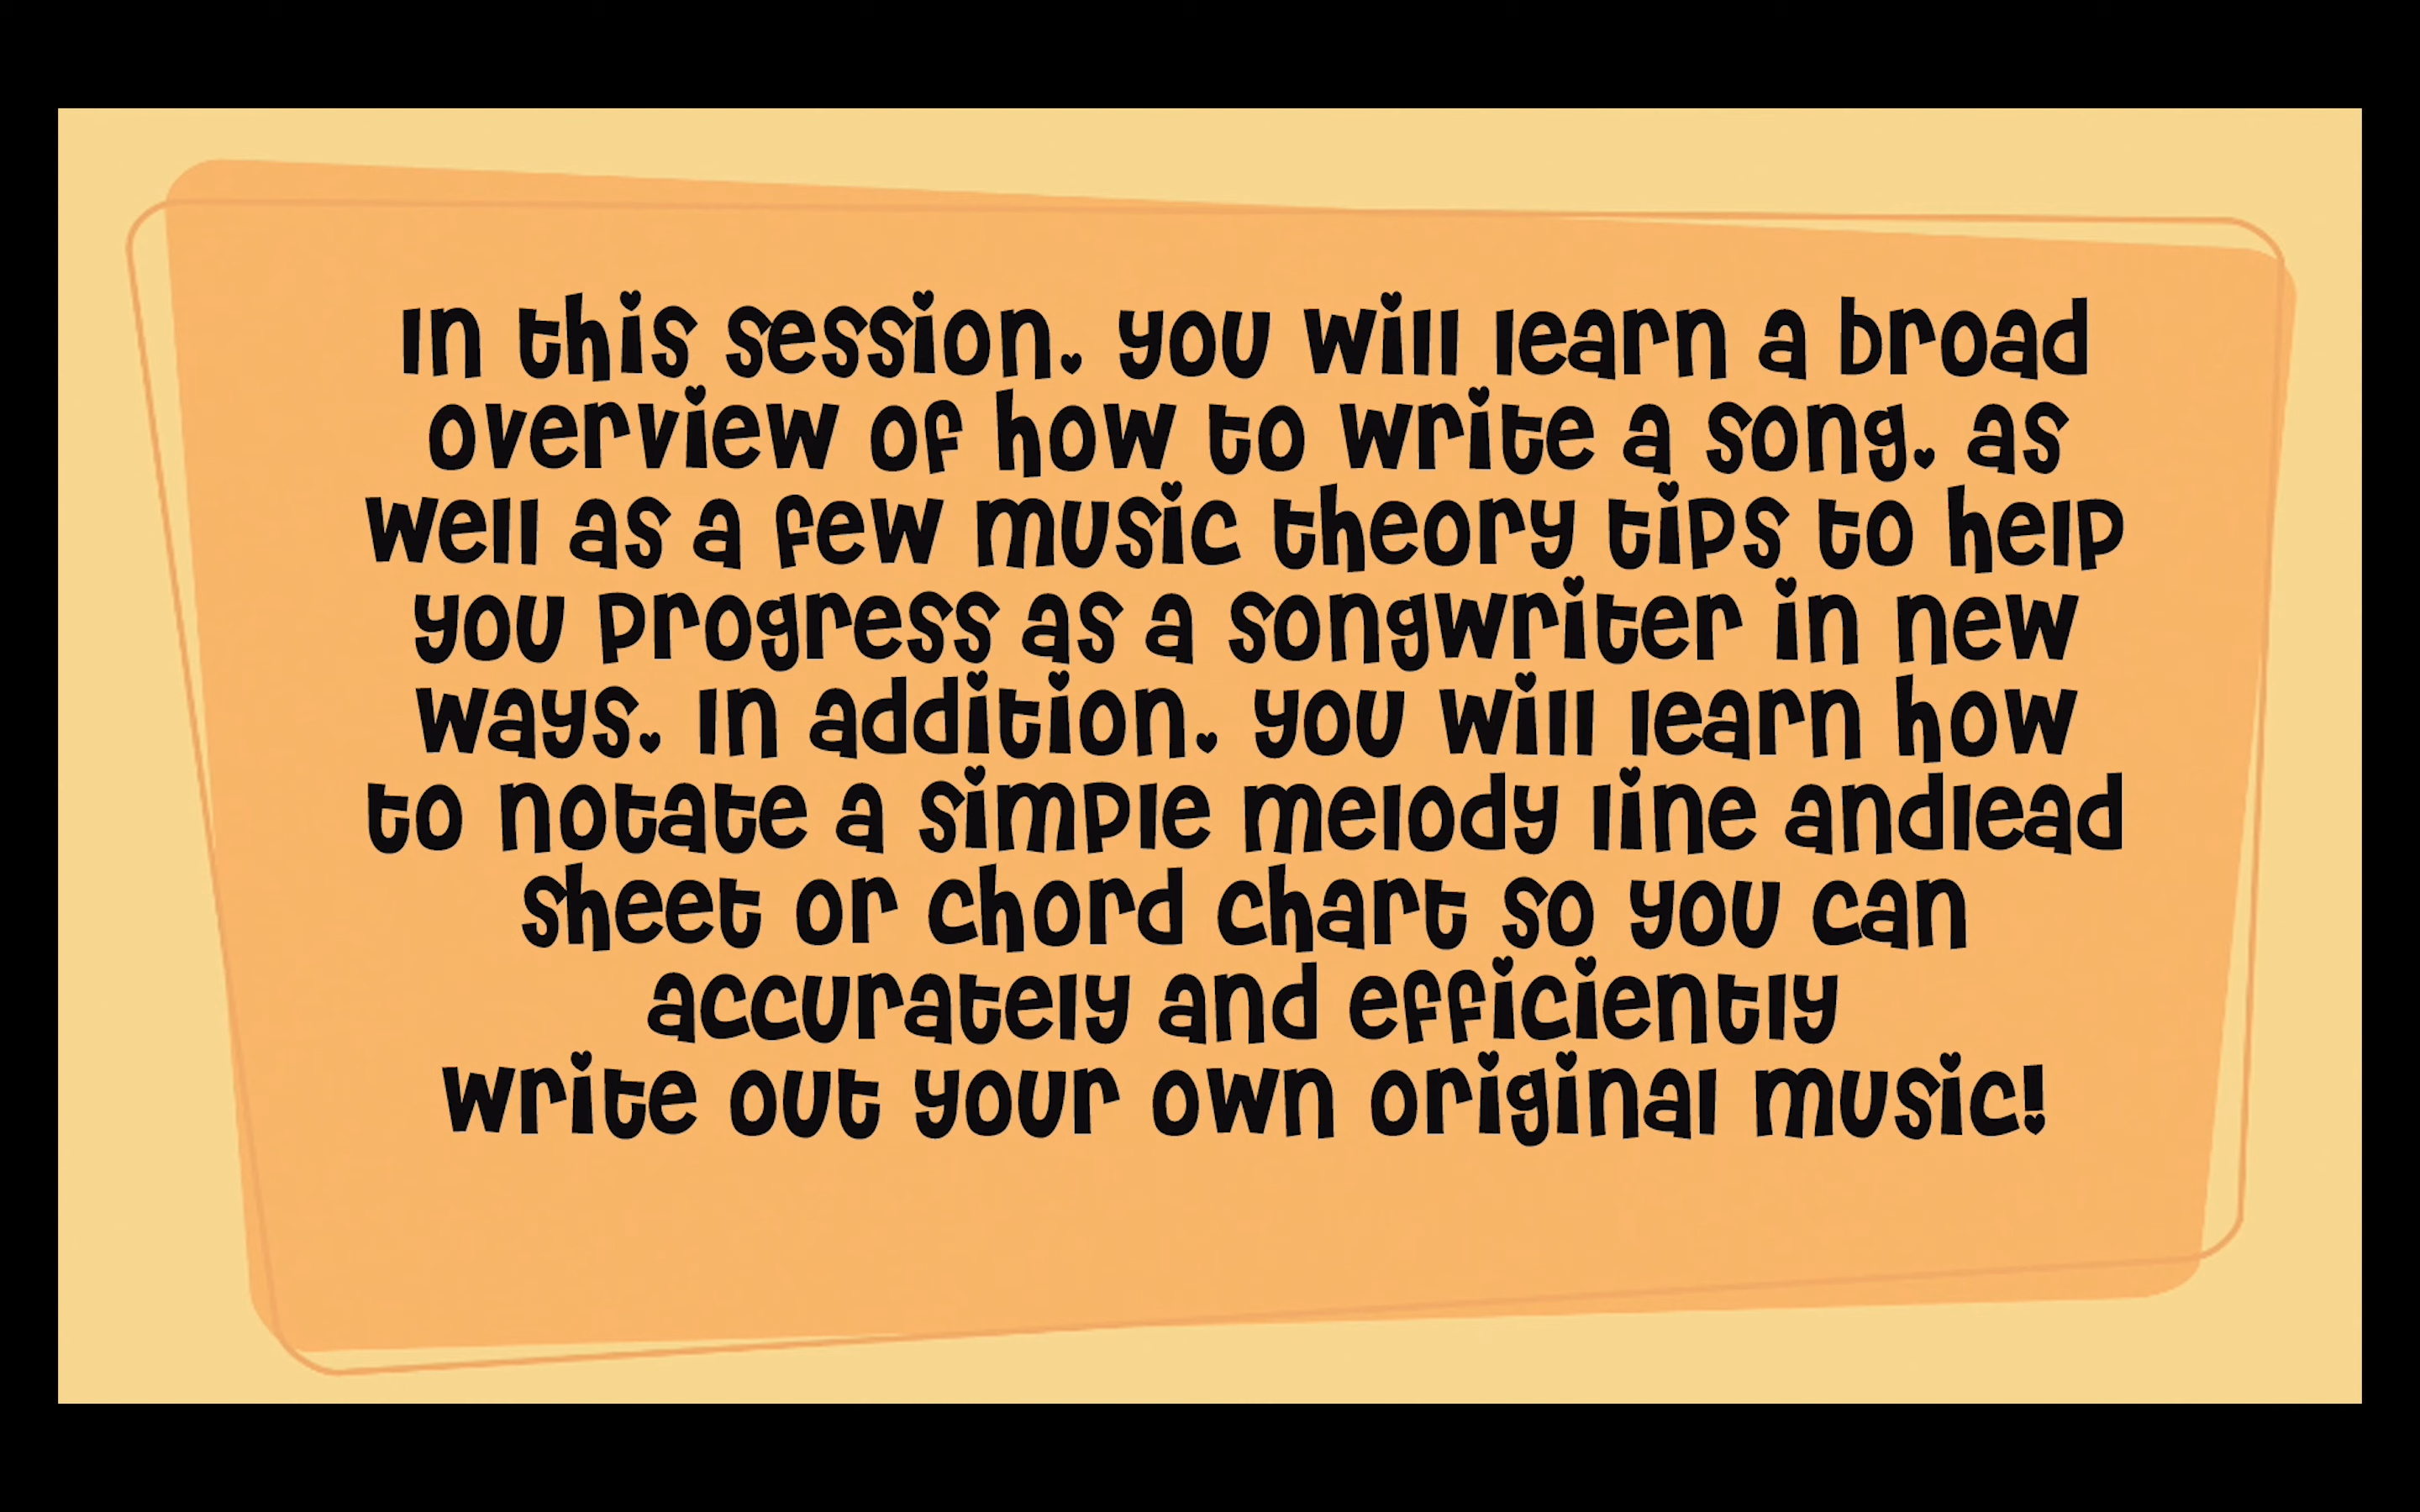 In this session, you will learn a broad
overview of how to write a song, as
well as a few music theory tips to help
you progress as a songwriter in new
ways. In addition, you will learn how
to notate a simple melody line andlead
sheet or chord chart so you can
accurately and efficiently
write out your own original music!